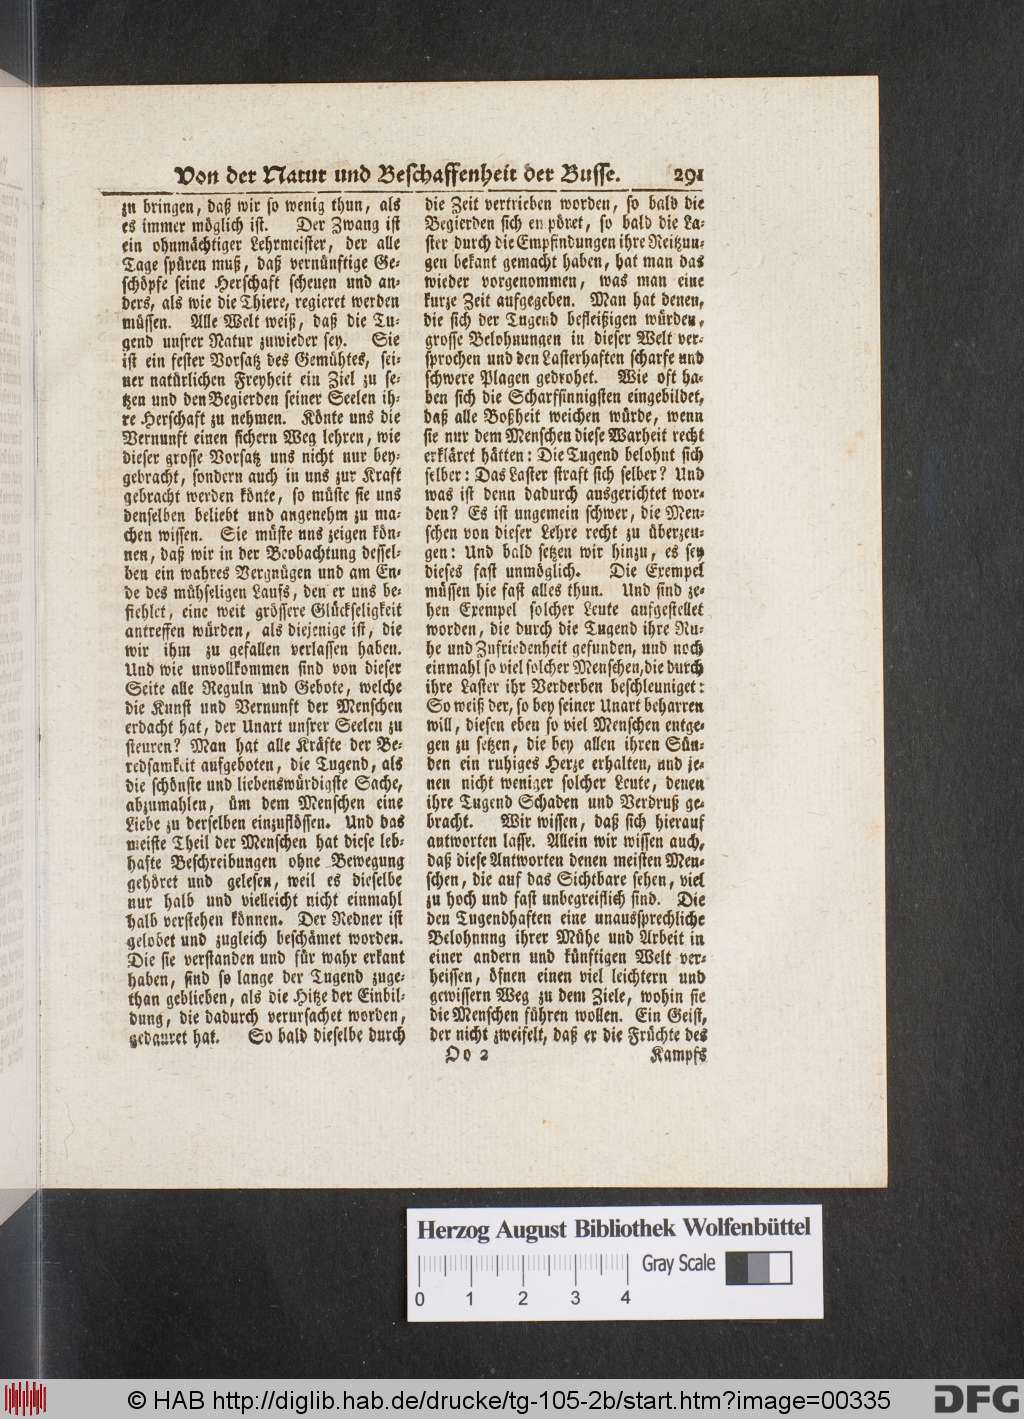 Von der Natur und Beschaffenheit der Busse. 291
zu bringen, daß wir so wenig thun, als
es immer möglich ist. Der Zwang ist
ein ohnmächtiger Lehrmeister, der alle
Tage spüren muß, daß vernünftige Ge-
schöpfe seine Herschaft scheuen und an-
ders, als wie die Thiere, regieret werden
müssen. Alle Welt weiß, daß die Tu-
gend unsrer Natur zuwieder sey. Sie
ist ein fester Vorsatz des Gemühtes, sei-
ner natürlichen Freyheit ein Ziel zu se-
tzen und den Begierden seiner Seelen ih-
re Herschaft zu nehmen. Könte uns die
Vernunft einen sichern Weg lehren, wie
dieser grosse Vorsatz uns nicht nur bey-
gebracht, sondern auch in uns zur Kraft
gebracht werden könte, so müste sie uns
denselben beliebt und angenehm zu ma-
chen wissen. Sie müste uns zeigen kön-
nen, daß wir in der Beobachtung dessel-
ben ein wahres Vergnügen und am En-
de des mühseligen Laufs, den er uns be-
fiehlet, eine weit grössere Glückseligkeit
antreffen würden, als diejenige ist, die
wir ihm zu gefallen verlassen haben.
Und wie unvollkommen sind von dieser
Seite alle Reguln und Gebote, welche
die Kunst und Vernunft der Menschen
erdacht hat, der Unart unsrer Seelen zu
steuren? Man hat alle Kräfte der Be-
redsamkeit aufgeboten, die Tugend, als
die schönste und liebenswürdigste Sache,
abzumahlen, üm dem Menschen eine
Liebe zu derselben einzuflössen. Und das
meiste Theil der Menschen hat diese leb-
hafte Beschreibungen ohne Bewegung
gehöret und gelesen, weil es dieselbe
nur halb und vielleicht nicht einmahl
halb verstehen können. Der Redner ist
gelobet und zugleich beschämet worden.
Die sie verstanden und für wahr erkant
haben, sind so lange der Tugend zuge-
than geblieben, als die Hitze der Einbil-
dung, die dadurch verursachet worden,
gedauret hat. So bald dieselbe durch
die Zeit vertrieben worden, so bald die
Begierden sich enpöret, so bald die La-
ster durch die Empfindungen ihre Reitzun-
gen bekant gemacht haben, hat man das
wieder vorgenommen, was man eine
kurze Zeit aufgegeben. Man hat denen,
die sich der Tugend befleißigen würden,
grosse Belohnungen in dieser Welt ver-
sprochen und den Lasterhaften scharfe und
schwere Plagen gedrohet. Wie oft ha-
ben sich die Scharfsinnigsten eingebildet,
daß alle Boßheit weichen würde, wenn
sie nur dem Menschen diese Warheit recht
erkläret hätten: Die Tugend belohnt sich
selber: Das Laster straft sich selber? Und
was ist denn dadurch ausgerichtet wor-
den? Es ist ungemein schwer, die Men-
schen von dieser Lehre recht zu überzeu-
gen: Und bald setzen wir hinzu, es sey
dieses fast unmöglich. Die Exempel
müssen hie fast alles thun. Und sind ze-
hen Exempel solcher Leute aufgestellet
worden, die durch die Tugend ihre Ru-
he und Zufriedenheit gefunden, und noch
einmahl so viel solcher Menschen, die durch
ihre Laster ihr Verderben beschleuniget:
So weiß der, so bey seiner Unart beharren
will, diesen eben so viel Menschen entge-
gen zu setzen, die bey allen ihren Sün-
den ein ruhiges Herze erhalten, und je-
nen nicht weniger solcher Leute, denen
ihre Tugend Schaden und Verdruß ge-
bracht. Wir wissen, daß sich hierauf
antworten lasse. Allein wir wissen auch,
daß diese Antworten denen meisten Men-
schen, die auf das Sichtbare sehen, viel
zu hoch und fast unbegreiflich sind. Die
den Tugendhaften eine unaussprechliche
Belohnnng ihrer Mühe und Arbeit in
einer andern und künftigen Welt ver-
heissen, öfnen einen viel leichtern und
gewissern Weg zu dem Ziele, wohin sie
die Menschen führen wollen. Ein Geist,
der nicht zweifelt, daß er die Früchte des
Oo 2 Kampfs
Herzog August Bibliothek Wolfenbüttel
Gray Scale
0 1 2 3 4
© HAB http://diglib.hab.de/drucke/tg-105-2b/start.htm?image=00335
DFG